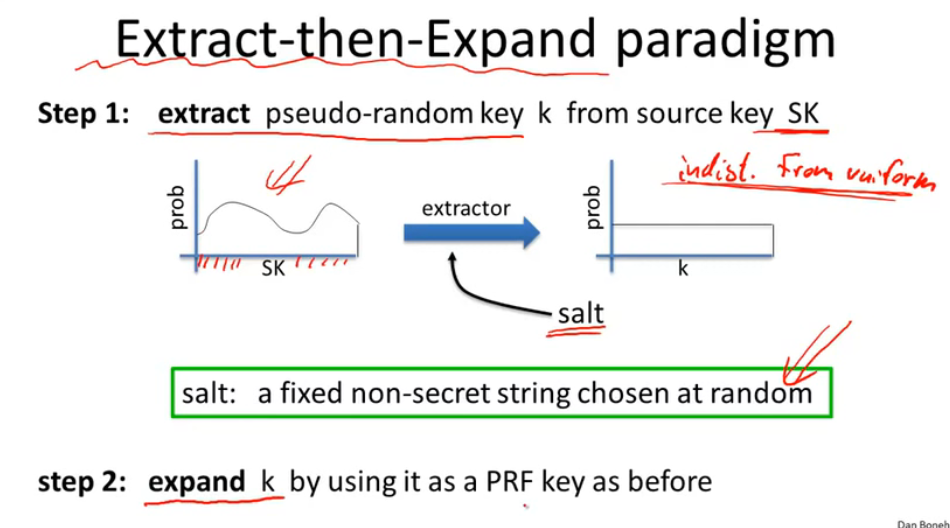 Extract-then-Expand paradigm
Step 1: extract pseudo-random key k from source key SK
indist. From uniform
prob
extractor
prob
SK
k
salt
salt: a fixed non-secret string chosen at random
step 2: expand k by using it as a PRF key as before
Dan Boneh